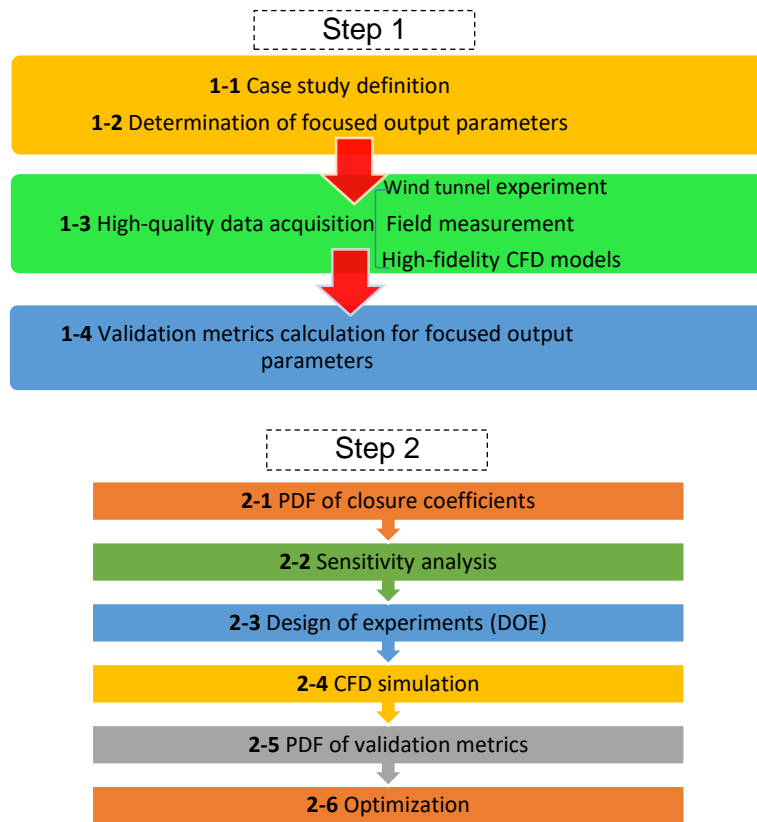 Step 1
1-1 Case study definition
1-2 Determination of focused output parameters
Wind tunnel experiment
1-3 High-quality data acquisition
Field measurement
High-fidelity CFD models
1-4 Validation metrics calculation for focused output
parameters
Step 2
2-1 PDF of closure coefficients
2-2 Sensitivity analysis
2-3 Design of experiments (DOE)
2-4 CFD simulation
2-5 PDF of validation metrics
2-6 Optimization